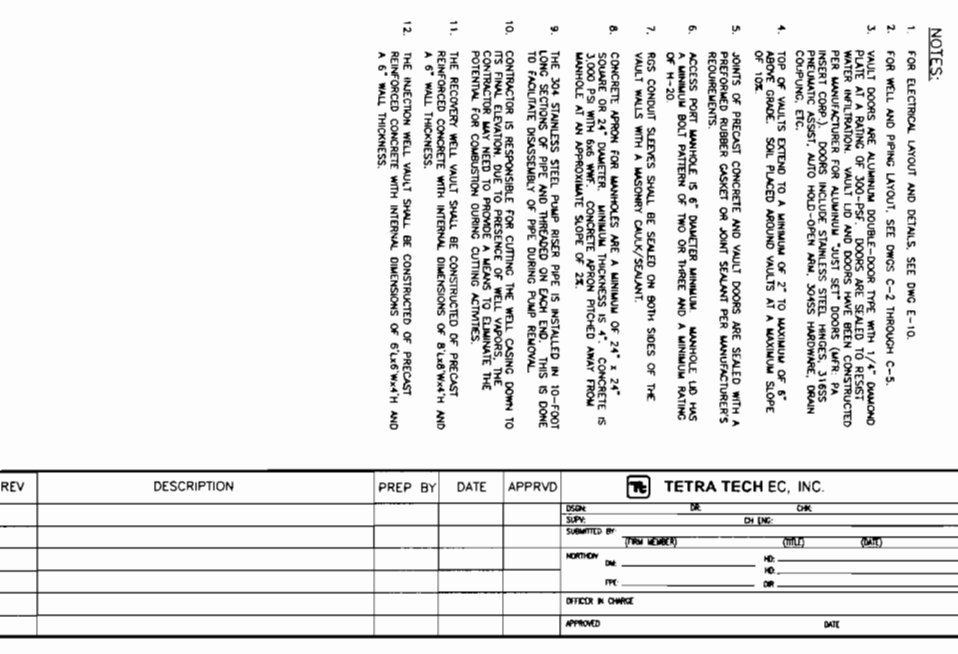 NOTES:
1. FOR ELECTRICAL LAYOUT AND DETAILS, SEE DWG E-10.
2. FOR WELL AND PIPING LAYOUT, SEE DWGS C-2 THROUGH C-5.
3. VAULT DOORS ARE ALUMINUM DOUBLE-DOOR TYPE WITH 1/4" DIAMOND
PLATE AT A RATING OF 300-PSF. DOORS ARE SEALED TO RESIST
WATER INFILTRATION. VAULT LID AND DOORS HAVE BEEN CONSTRUCTED
PER MANUFACTURER FOR ALUMINUM "JUST SET" DOORS (MFR: PA
INSERT CORP.). DOORS INCLUDE STAINLESS STEEL HINGES, 316SS
PNEUMATIC ASSIST, AUTO HOLD-OPEN ARM, 304SS HARDWARE, DRAIN
COUPLING, ETC.
4. TOP OF VAULTS EXTEND TO A MINIMUM OF 2" TO MAXIMUM OF 6"
ABOVE GRADE. SOIL PLACED AROUND VAULTS AT A MAXIMUM SLOPE
OF 10%.
5. JOINTS OF PRECAST CONCRETE AND VAULT DOORS ARE SEALED WITH A
PREFORMED RUBBER GASKET OR JOINT SEALANT PER MANUFACTURER'S
REQUIREMENTS.
6. ACCESS PORT MANHOLE IS 6" DIAMETER MINIMUM. MANHOLE LID HAS
A MINIMUM BOLT PATTERN OF TWO OR THREE AND A MINIMUM RATING
OF H-20.
7. RGS CONDUIT SLEEVES SHALL BE SEALED ON BOTH SIDES OF THE
VAULT WALLS WITH A MASONRY CAULK/SEALANT.
8. CONCRETE APRON FOR MANHOLES ARE A MINIMUM OF 24" x 24"
SQUARE OR 24" DIAMETER. MINIMUM THICKNESS IS 4". CONCRETE IS
3,000 PSI WITH 6x6 WWF. CONCRETE APRON PITCHED AWAY FROM
MANHOLE AT AN APPROXIMATE SLOPE OF 2%.
9. THE 304 STAINLESS STEEL PUMP RISER PIPE IS INSTALLED IN 10-FOOT
LONG SECTIONS OF PIPE AND THREADED ON EACH END. THIS IS DONE
TO FACILITATE DISASSEMBLY OF PIPE DURING PUMP REMOVAL.
10. CONTRACTOR IS RESPONSIBLE FOR CUTTING THE WELL CASING DOWN TO
ITS FINAL ELEVATION. DUE TO PRESENCE OF WELL VAPORS, THE
CONTRACTOR MAY NEED TO PROVIDE A MEANS TO ELIMINATE THE
POTENTIAL FOR COMBUSTION DURING CUTTING ACTIVITIES.
11. THE RECOVERY WELL VAULT SHALL BE CONSTRUCTED OF PRECAST
REINFORCED CONCRETE WITH INTERNAL DIMENSIONS OF 8'Lx8'Wx4'H AND
A 6" WALL THICKNESS.
12. THE INJECTION WELL VAULT SHALL BE CONSTRUCTED OF PRECAST
REINFORCED CONCRETE WITH INTERNAL DIMENSIONS OF 6'Lx6'Wx4'H AND
A 6" WALL THICKNESS.
REV DESCRIPTION PREP BY DATE APPRVD
Tt TETRA TECH EC, INC.
DSGN: DR: CHK:
SUPV: CH ENG:
SUBMITTED BY:
(FIRM MEMBER) (TITLE) (DATE)
NORTHDIV
DM: HD:
HD:
FPE: DIR
OFFICER IN CHARGE
APPROVED DATE